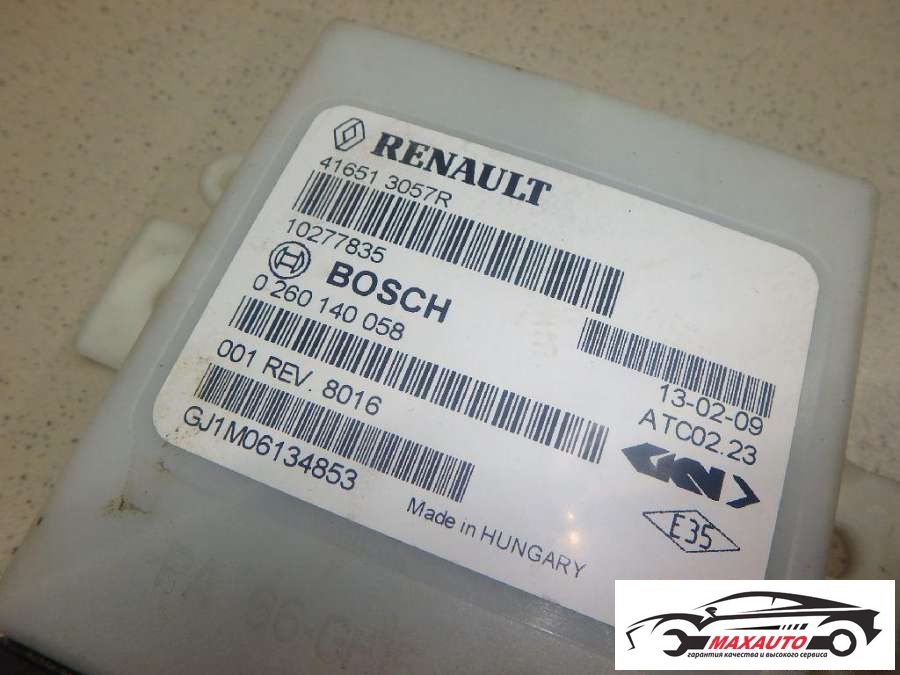 RENAULT
41651 3057R
10277835
BOSCH
0 260 140 058
001 REV. 8016
13-02-09
ATC02.23
GJ1M06134853
GKN
E35
Made in HUNGARY
MAXAUTO
гарантия качества и высокого сервиса